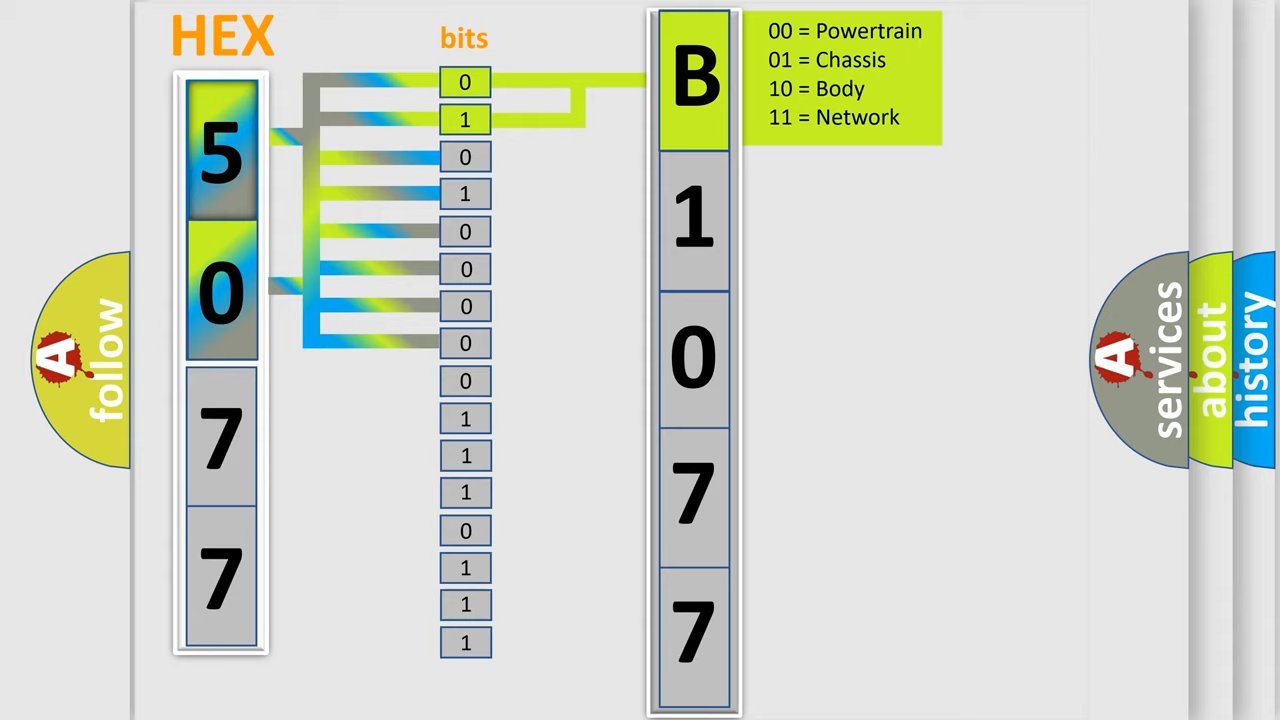 HEX
bits
5
0
7
7
0
1
0
1
0
0
0
0
0
1
1
1
0
1
1
1
B
1
0
7
7
00 = Powertrain
01 = Chassis
10 = Body
11 = Network
A
follow
A
services
about
history